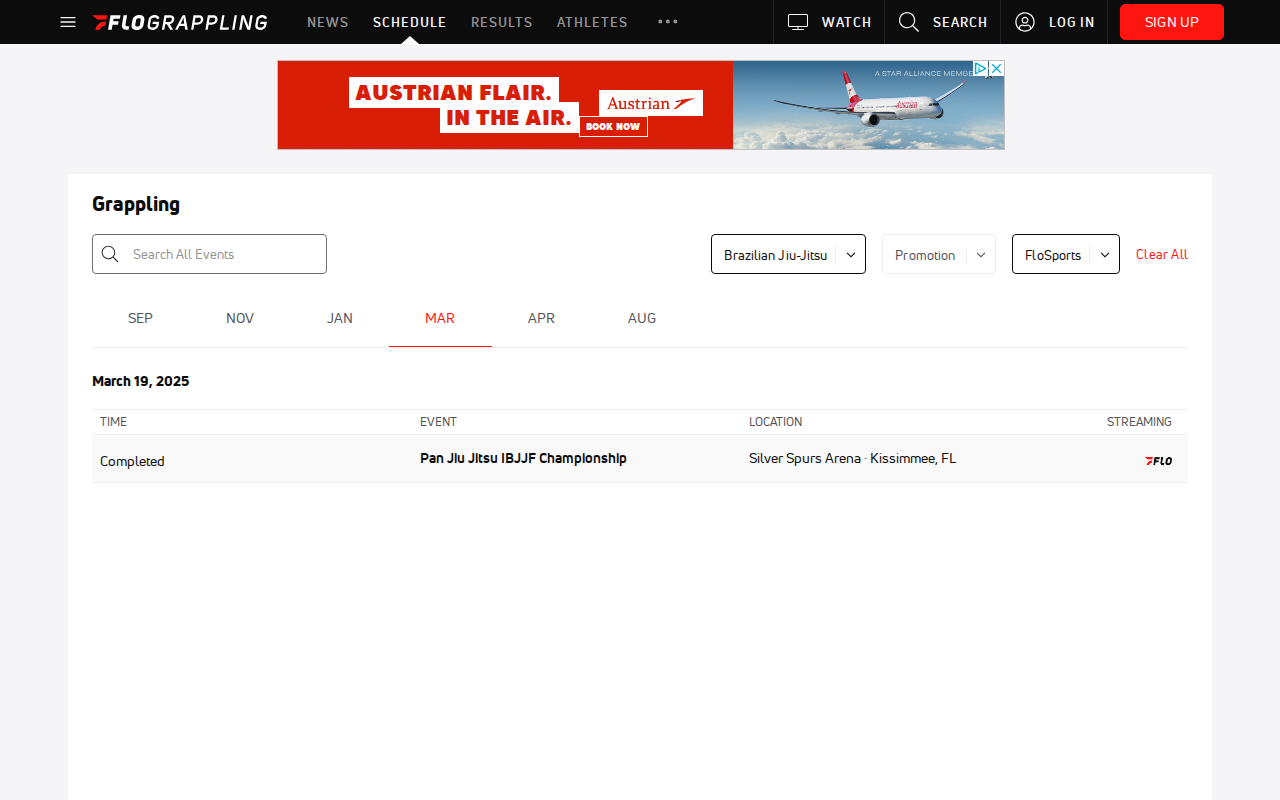 FLOGRAPPLING NEWS SCHEDULE RESULTS ATHLETES ••• WATCH SEARCH LOG IN SIGN UP
AUSTRIAN FLAIR.
IN THE AIR.
Austrian
BOOK NOW
A STAR ALLIANCE MEMBER
Austrian
Grappling
Search All Events Brazilian Jiu-Jitsu Promotion FloSports Clear All
SEP NOV JAN MAR APR AUG
March 19, 2025
TIME EVENT LOCATION STREAMING
Completed Pan Jiu Jitsu IBJJF Championship Silver Spurs Arena · Kissimmee, FL FLO